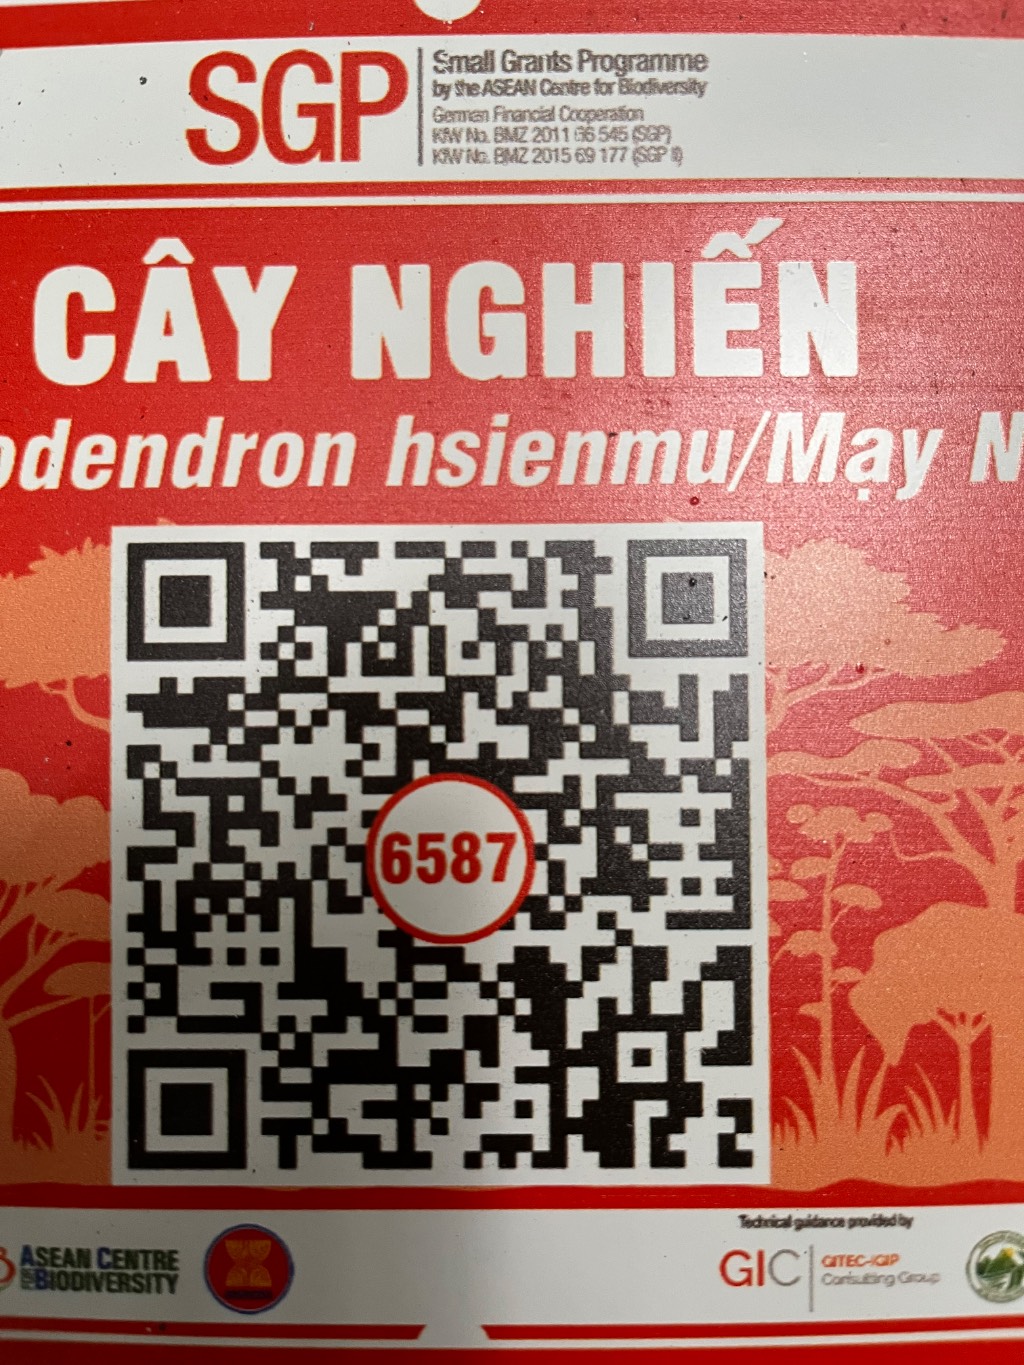 SGP
Small Grants Programme
by the ASEAN Centre for Biodiversity
German Financial Cooperation
KfW No. BMZ 2011 66 545 (SGP)
KfW No. BMZ 2015 69 177 (SGP II)
CÂY NGHIẾN
odendron hsienmu/Mạy N
6587
ASEAN CENTRE
FOR BIODIVERSITY
Technical guidance provided by
GIC
GITEC-IGIP
Consulting Group